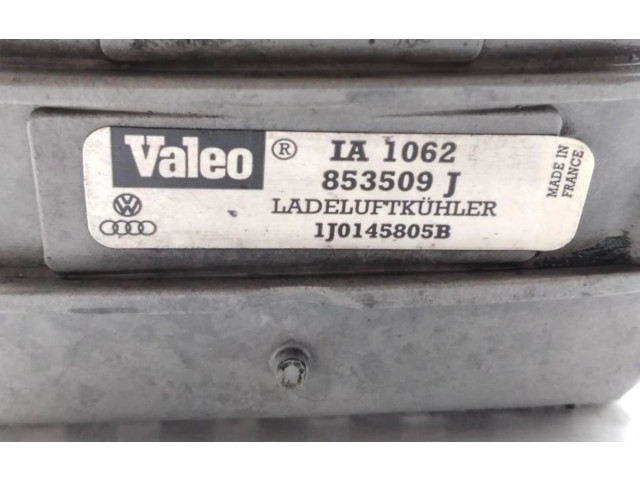 Valeo ® IA 1062
853509 J
LADELUFTKÜHLER
1J0145805B
MADE IN
FRANCE